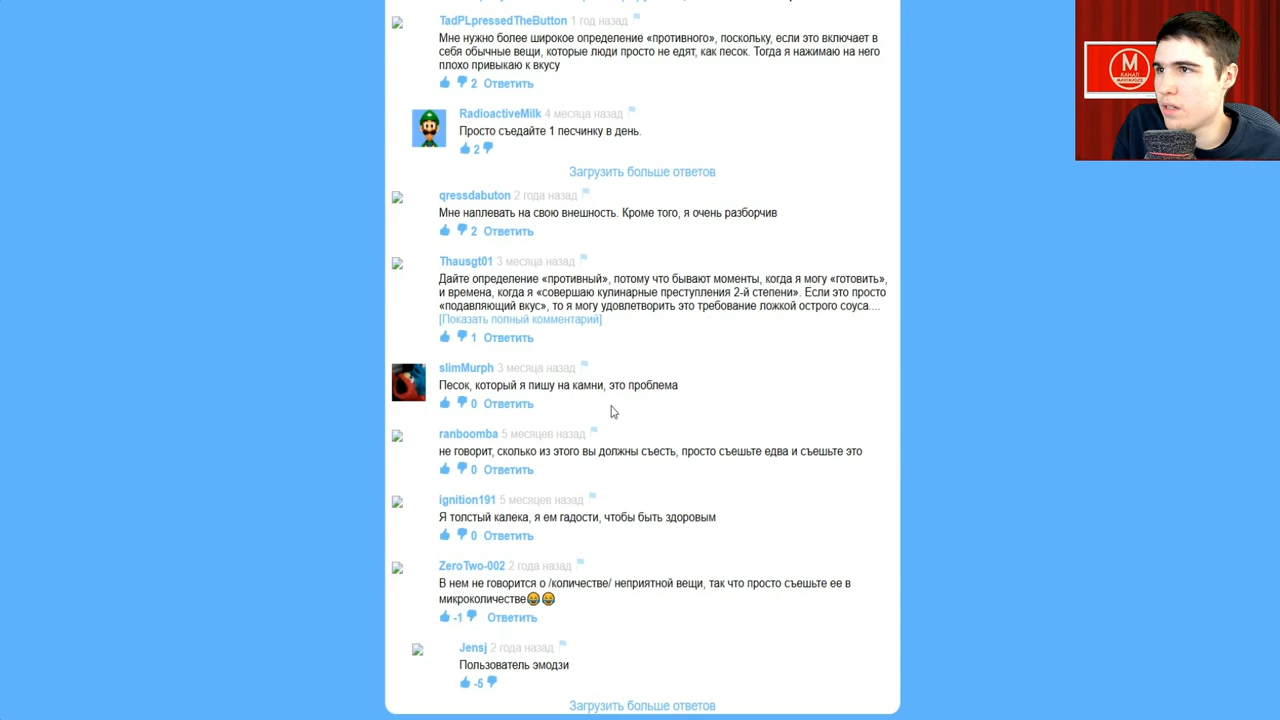 TadPLpressedTheButton 1 год назад
Мне нужно более широкое определение «противного», поскольку, если это включает в
себя обычные вещи, которые люди просто не едят, как песок. Тогда я нажимаю на него
плохо привыкаю к вкусу
2 Ответить
RadioactiveMilk 4 месяца назад
Просто съедайте 1 песчинку в день.
2
Загрузить больше ответов
qressdabuton 2 года назад
Мне наплевать на свою внешность. Кроме того, я очень разборчив
2 Ответить
Thausgt01 3 месяца назад
Дайте определение «противный», потому что бывают моменты, когда я могу «готовить»,
и времена, когда я «совершаю кулинарные преступления 2-й степени». Если это просто
«подавляющий вкус», то я могу удовлетворить это требование ложкой острого соуса....
[Показать полный комментарий]
1 Ответить
slimMurph 3 месяца назад
Песок, который я пишу на камни, это проблема
0 Ответить
ranboomba 5 месяцев назад
не говорит, сколько из этого вы должны съесть, просто съешьте едва и съешьте это
0 Ответить
ignition191 5 месяцев назад
Я толстый калека, я ем гадости, чтобы быть здоровым
0 Ответить
ZeroTwo-002 2 года назад
В нем не говорится о /количестве/ неприятной вещи, так что просто съешьте ее в
микроколичестве😂😂
-1 Ответить
Jensj 2 года назад
Пользователь эмодзи
-5
Загрузить больше ответов
М
КАНАЛ